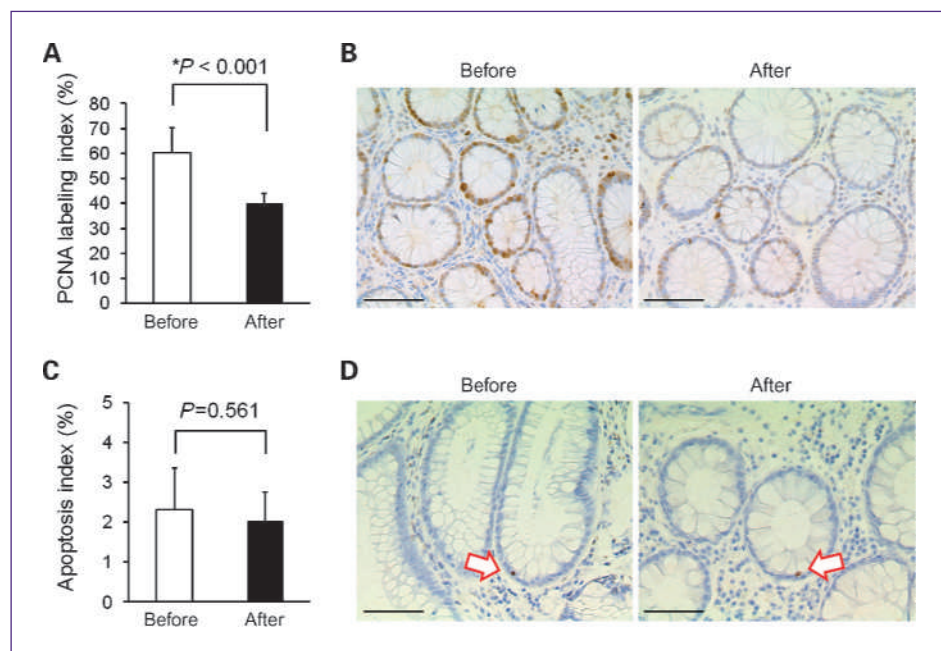 A
*P < 0.001
PCNA labeling index (%)
80
70
60
50
40
30
20
10
0
Before
After
B
Before
After
C
P=0.561
Apoptosis index (%)
5
4
3
2
1
0
Before
After
D
Before
After